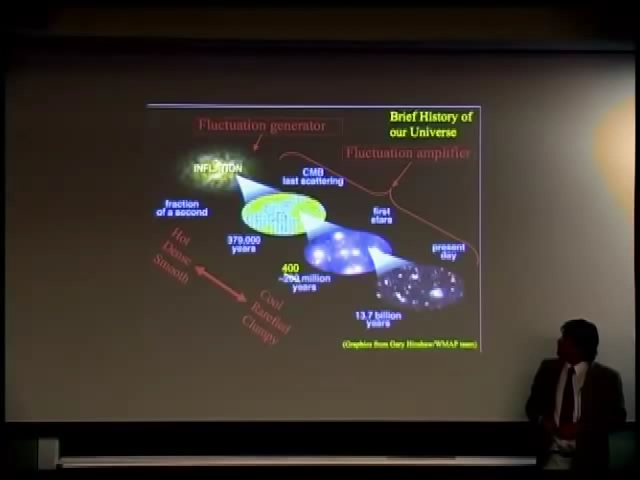 Brief History of
our Universe
Fluctuation generator
Fluctuation amplifier
INFLATION
CMB
last scattering
fraction
of a second
first
stars
present
day
379,000
years
Hot
Dense
Smooth
400
~200 million
years
Cool
Rarefied
Clumpy
13.7 billion
years
(Graphics from Gary Hinshaw/WMAP team)